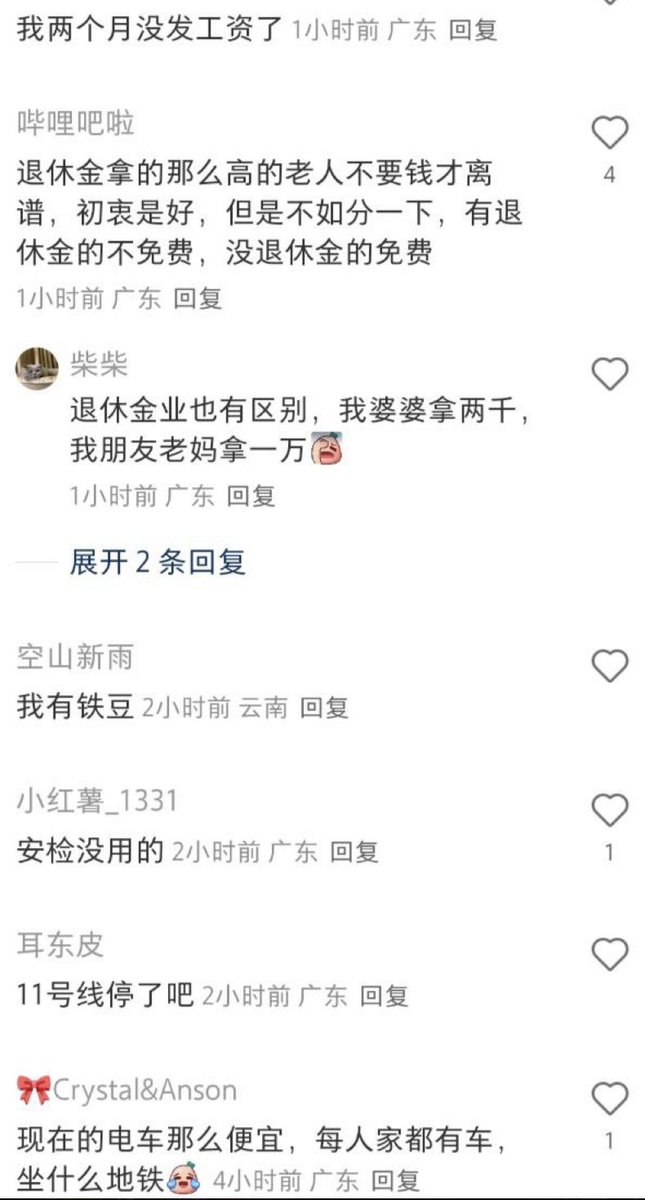 我两个月没发工资了 1小时前 广东 回复
哔哩吧啦
退休金拿的那么高的老人不要钱才离
4
谱，初衷是好，但是不如分一下，有退
休金的不免费，没退休金的免费
1小时前 广东 回复
柴柴
退休金业也有区别，我婆婆拿两千，
我朋友老妈拿一万
1小时前 广东 回复
展开 2 条回复
空山新雨
我有铁豆 2小时前 云南 回复
小红薯_1331
安检没用的 2小时前 广东 回复
1
耳东皮
11号线停了吧 2小时前 广东 回复
🎀Crystal&Anson
现在的电车那么便宜，每人家都有车，
1
坐什么地铁 4小时前 广东 回复